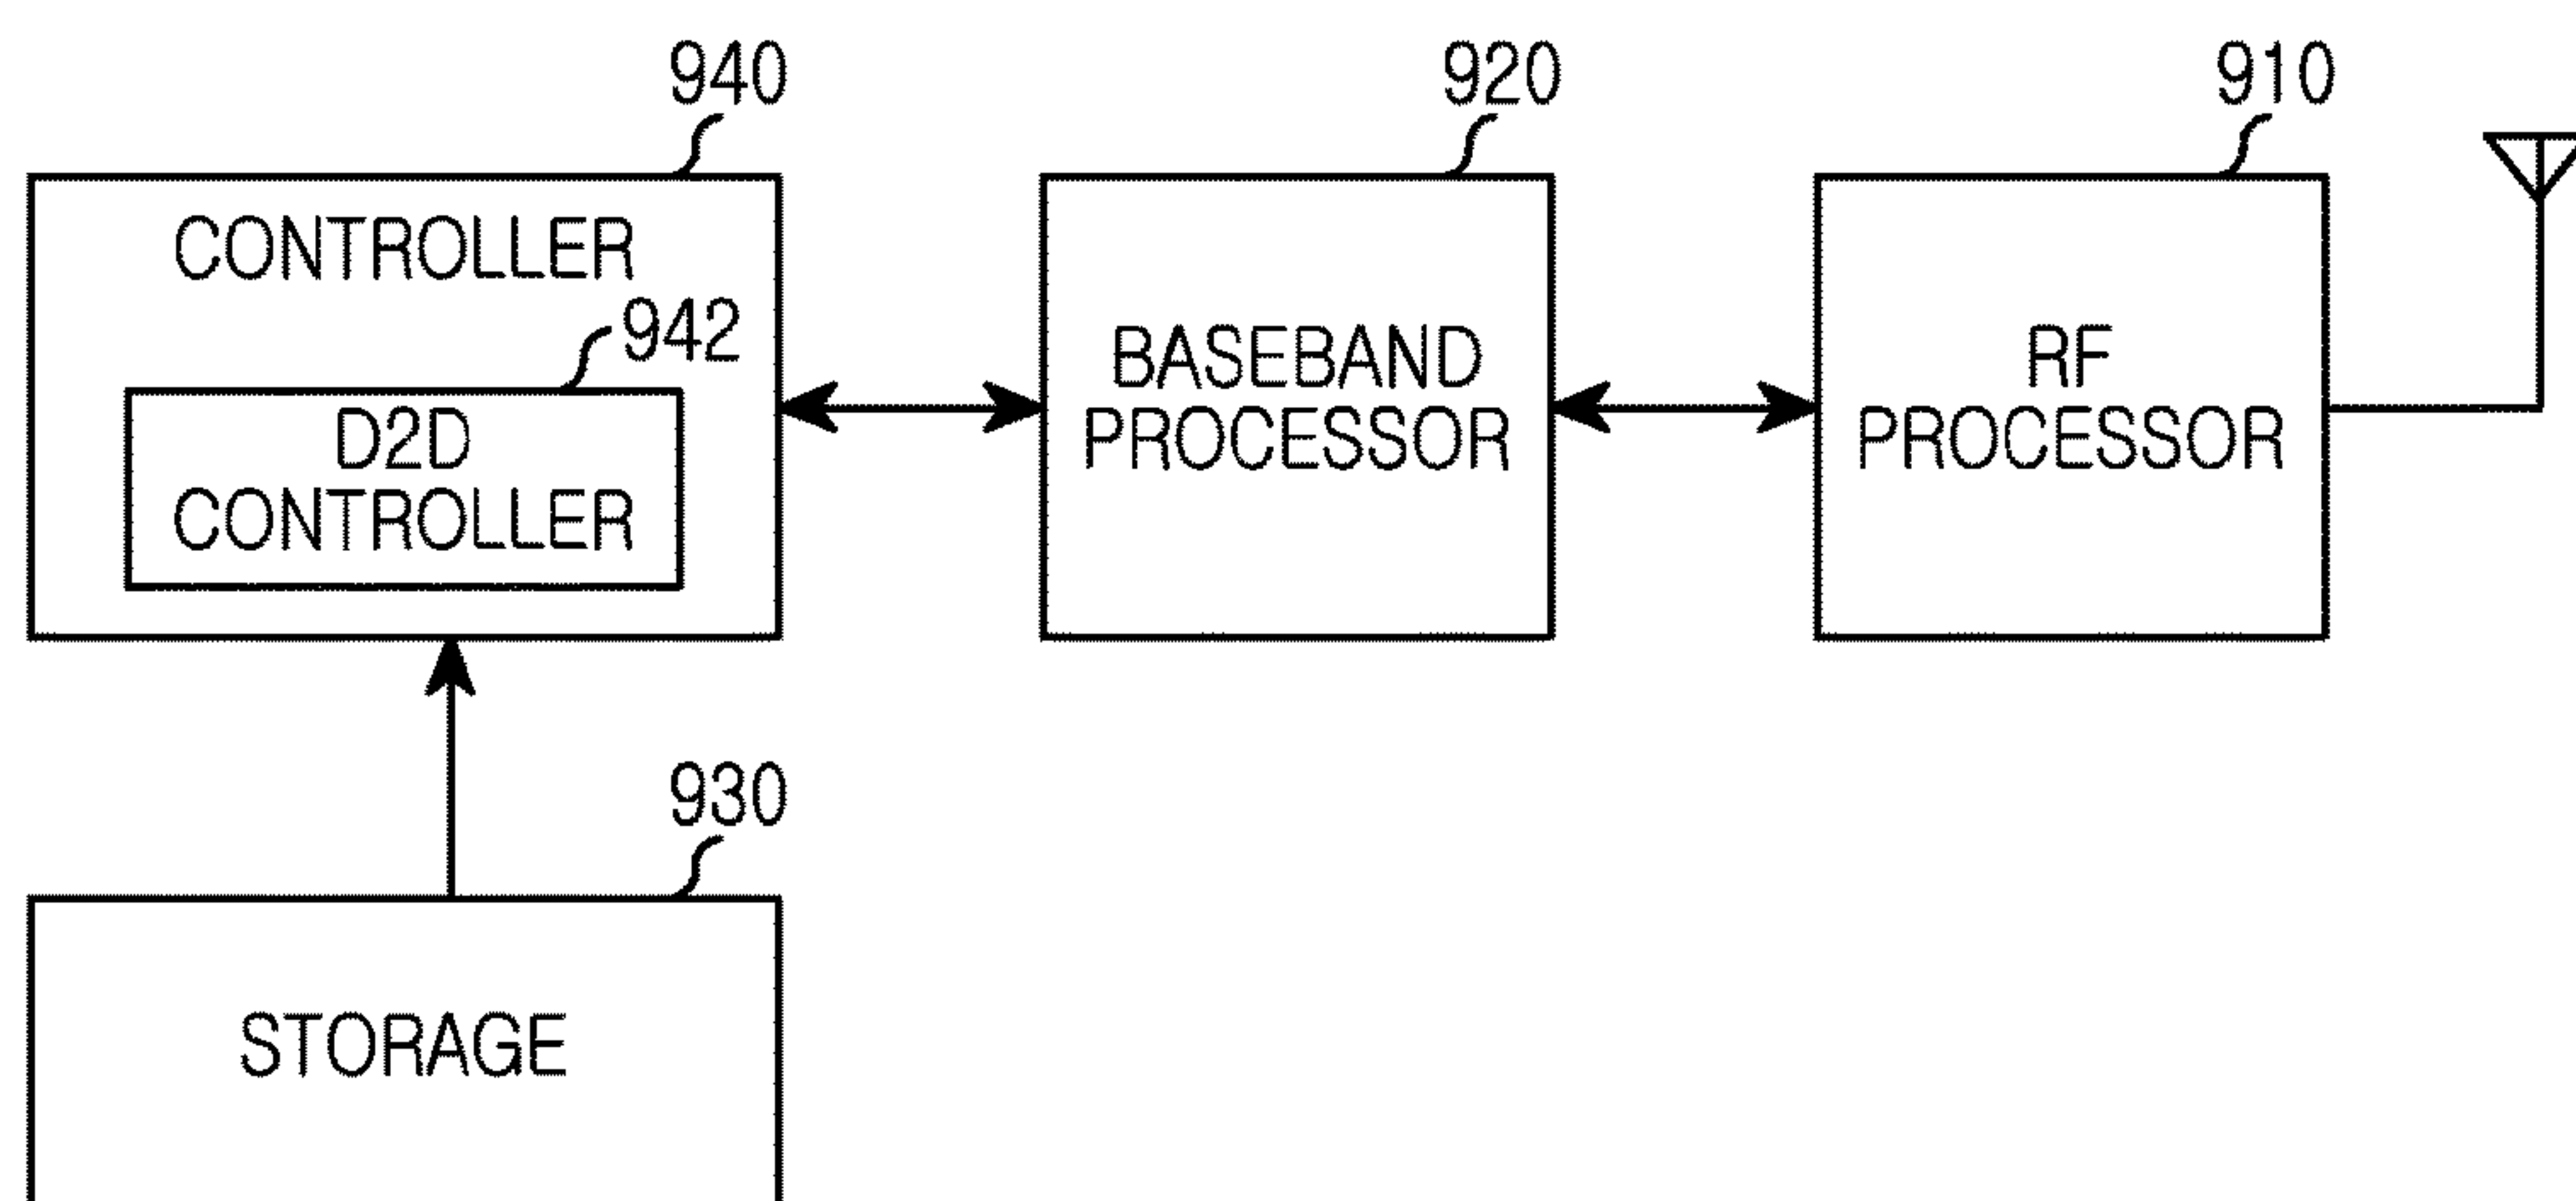 940
920
910
CONTROLLER
942
D2D
CONTROLLER
BASEBAND
PROCESSOR
RF
PROCESSOR
930
STORAGE